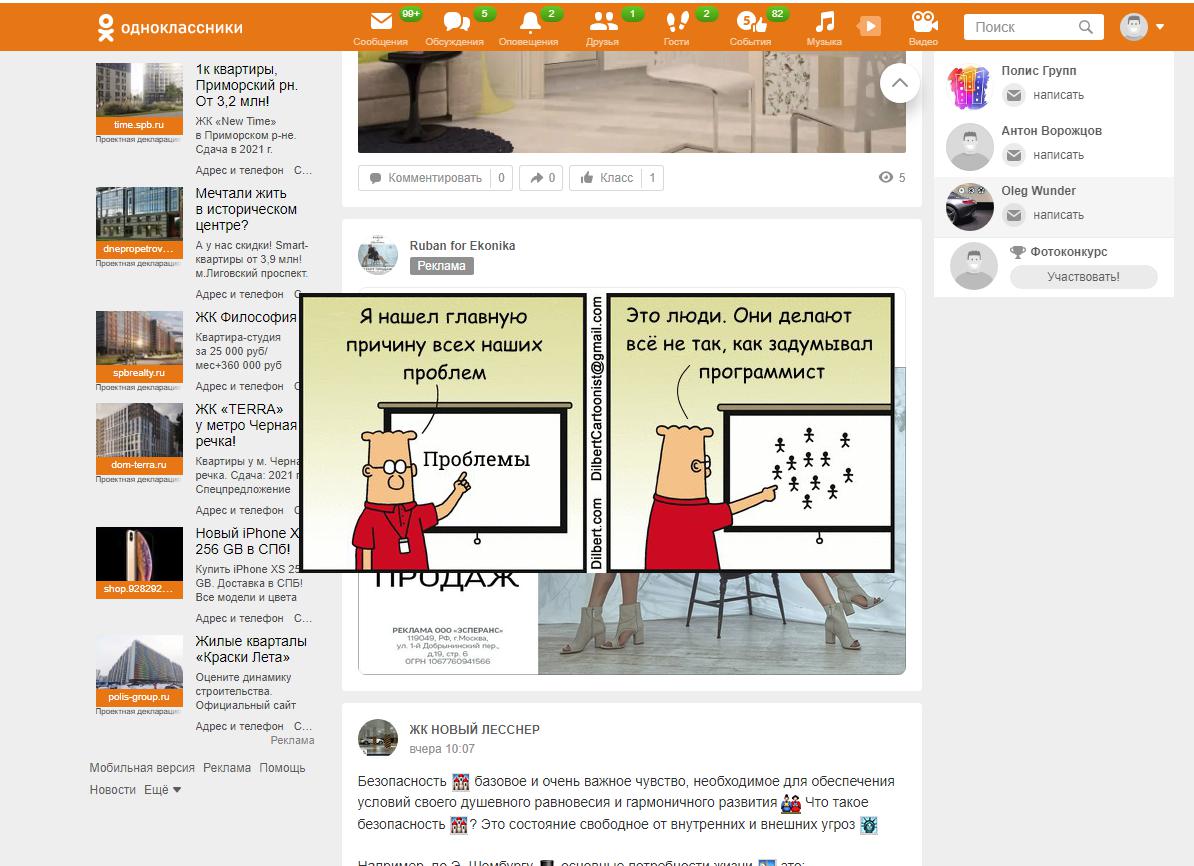 одноклассники
99+
5
2
1
2
82
Сообщения
Обсуждения
Оповещения
Друзья
Гости
События
Музыка
Видео
Поиск
1к квартиры,
Приморский рн.
От 3,2 млн!
time.spb.ru
Проектная декларация
ЖК «New Time»
в Приморском р-не.
Сдача в 2021 г.
Адрес и телефон С...
Мечтали жить
в историческом
центре?
dnepropetrov...
Проектная декларация
А у нас скидки! Smart-
квартиры от 3,9 млн!
м.Лиговский проспект.
Адрес и телефон С
ЖК Философия
spbrealty.ru
Проектная декларация
Квартира-студия
за 25 000 руб/
мес+360 000 руб
Адрес и телефон С
ЖК «TERRA»
у метро Черная
речка!
dom-terra.ru
Проектная декларация
Квартиры у м. Черна
речка. Сдача: 2021 г
Спецпредложение
Адрес и телефон С
Новый iPhone X
256 GB в СПб!
shop.928292...
Купить iPhone XS 25
GB. Доставка в СПБ!
Все модели и цвета
Адрес и телефон С...
Жилые кварталы
«Краски Лета»
polis-group.ru
Проектная декларация
Оцените динамику
строительства.
Официальный сайт
Адрес и телефон С...
Реклама
Мобильная версия Реклама Помощь
Новости Ещё
Комментировать 0
0
Класс 1
5
Ruban for Ekonika
Реклама
Я нашел главную
причину всех наших
проблем
Проблемы
Dilbert.com DilbertCartoonist@gmail.com
Это люди. Они делают
всё не так, как задумывал
программист
ПРОДАЖ
РЕКЛАМА ООО «ЭСПЕРАНС»
119049, РФ, г.Москва,
ул. 1-й Добрынинский пер.,
д.19, стр. 6
ОГРН 1067760941566
ЖК НОВЫЙ ЛЕССНЕР
вчера 10:07
Безопасность базовое и очень важное чувство, необходимое для обеспечения
условий своего душевного равновесия и гармоничного развития Что такое
безопасность ? Это состояние свободное от внутренних и внешних угроз
Например, по Э. Шомбургу основные потребности жизни это:
Полис Групп
написать
Антон Ворожцов
написать
Oleg Wunder
написать
Фотоконкурс
Участвовать!